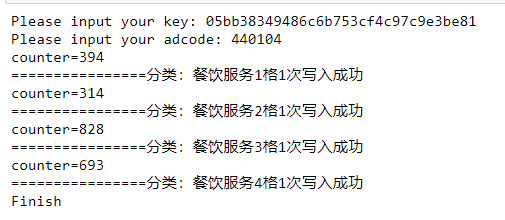 Please input your key: 05bb38349486c6b753cf4c97c9e3be81
Please input your adcode: 440104
counter=394
================分类: 餐饮服务1格1次写入成功
counter=314
================分类: 餐饮服务2格1次写入成功
counter=828
================分类: 餐饮服务3格1次写入成功
counter=693
================分类: 餐饮服务4格1次写入成功
Finish